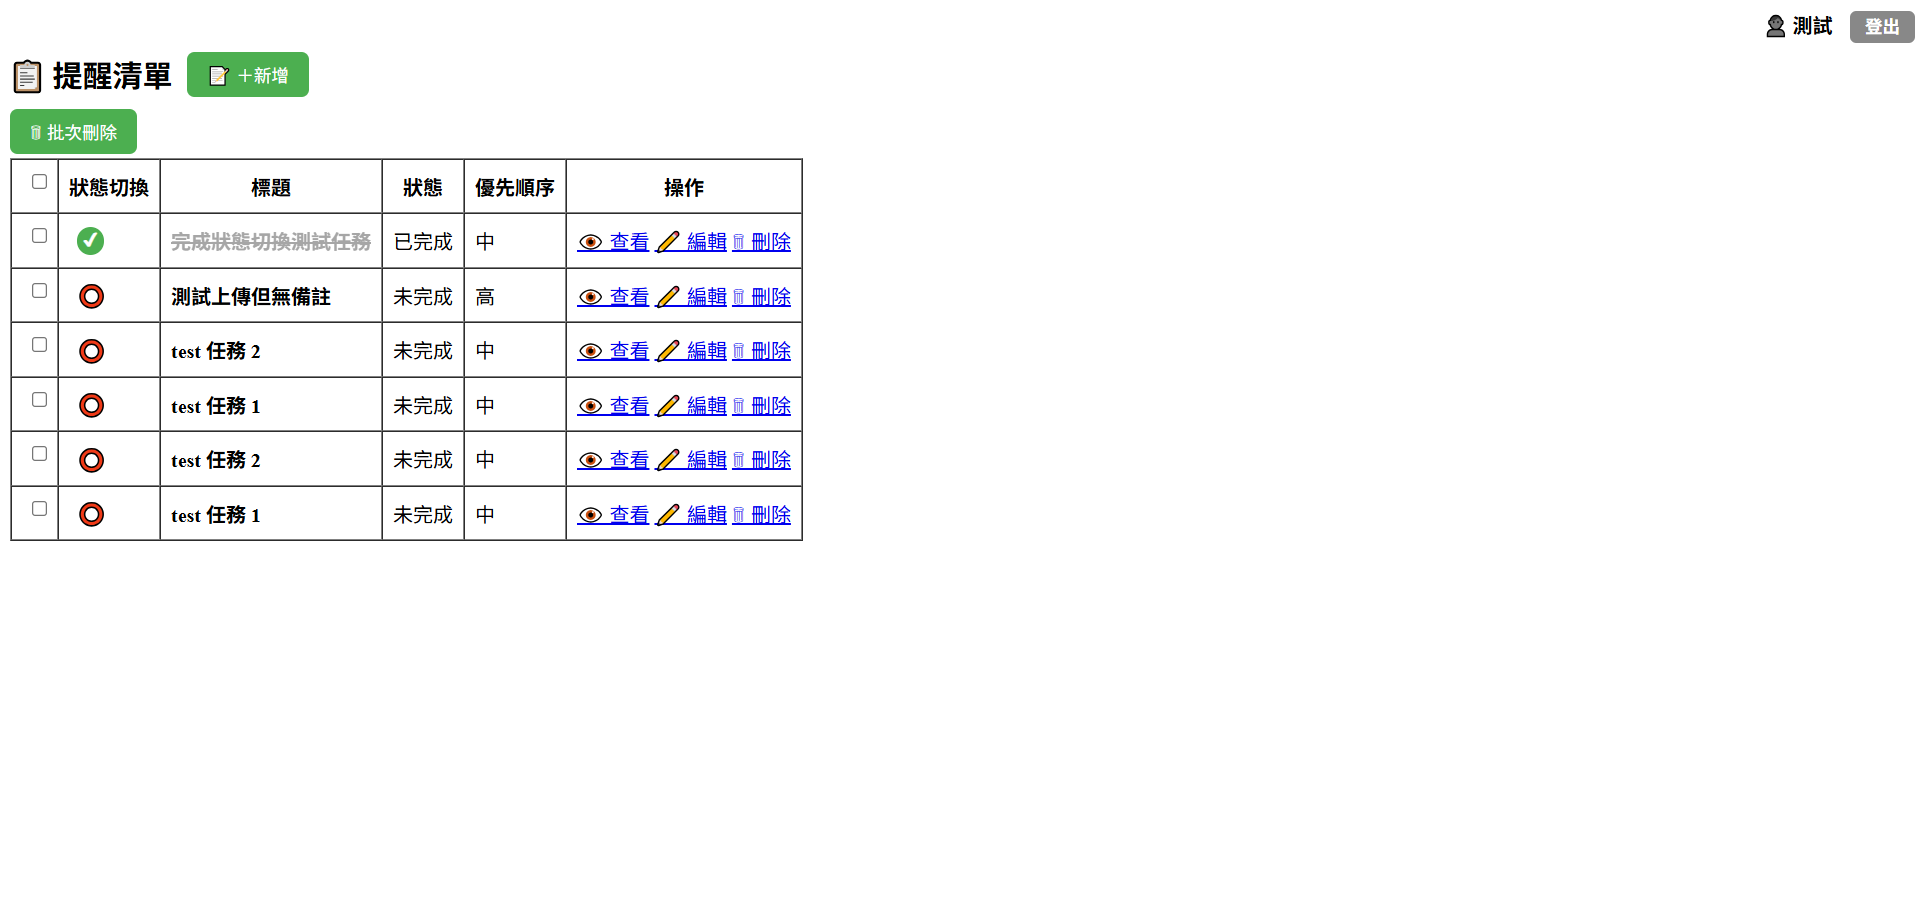 測試 登出
提醒清單 ＋新增
批次刪除
狀態切換 標題 狀態 優先順序 操作
完成狀態切換測試任務 已完成 中 查看 編輯 刪除
測試上傳但無備註 未完成 高 查看 編輯 刪除
test 任務 2 未完成 中 查看 編輯 刪除
test 任務 1 未完成 中 查看 編輯 刪除
test 任務 2 未完成 中 查看 編輯 刪除
test 任務 1 未完成 中 查看 編輯 刪除